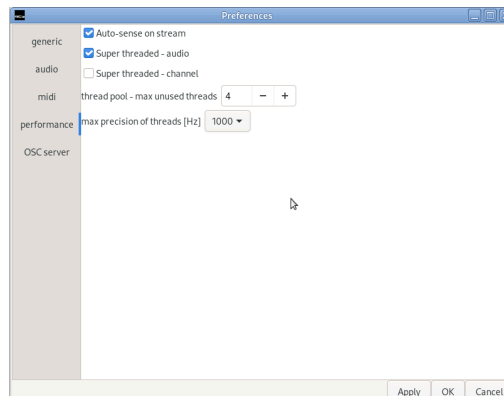 Preferences
generic
audio
midi
performance
OSC server
Auto-sense on stream
Super threaded - audio
Super threaded - channel
thread pool - max unused threads 4 − +
max precision of threads [Hz] 1000
Apply OK Cancel